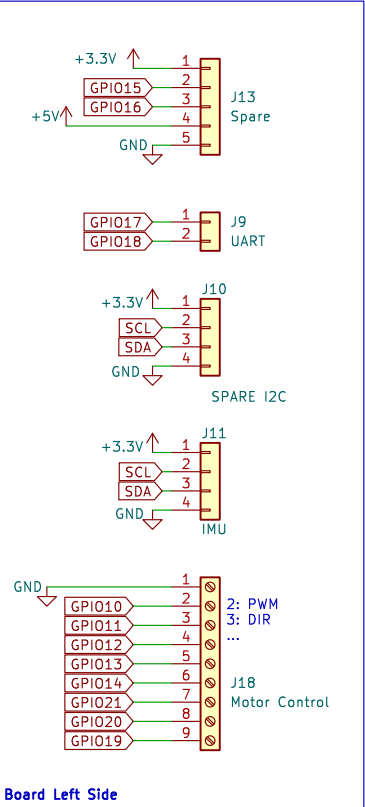 +3.3V
1
GPIO15 2
GPIO16 3
+5V 4
GND 5
J13
Spare
GPIO17 1
GPIO18 2
J9
UART
J10
+3.3V 1
SCL 2
SDA 3
GND 4
SPARE I2C
J11
+3.3V 1
SCL 2
SDA 3
GND 4
IMU
GND 1
GPIO10 2
GPIO11 3
GPIO12 4
GPIO13 5
GPIO14 6
GPIO21 7
GPIO20 8
GPIO19 9
2: PWM
3: DIR
...
J18
Motor Control
Board Left Side